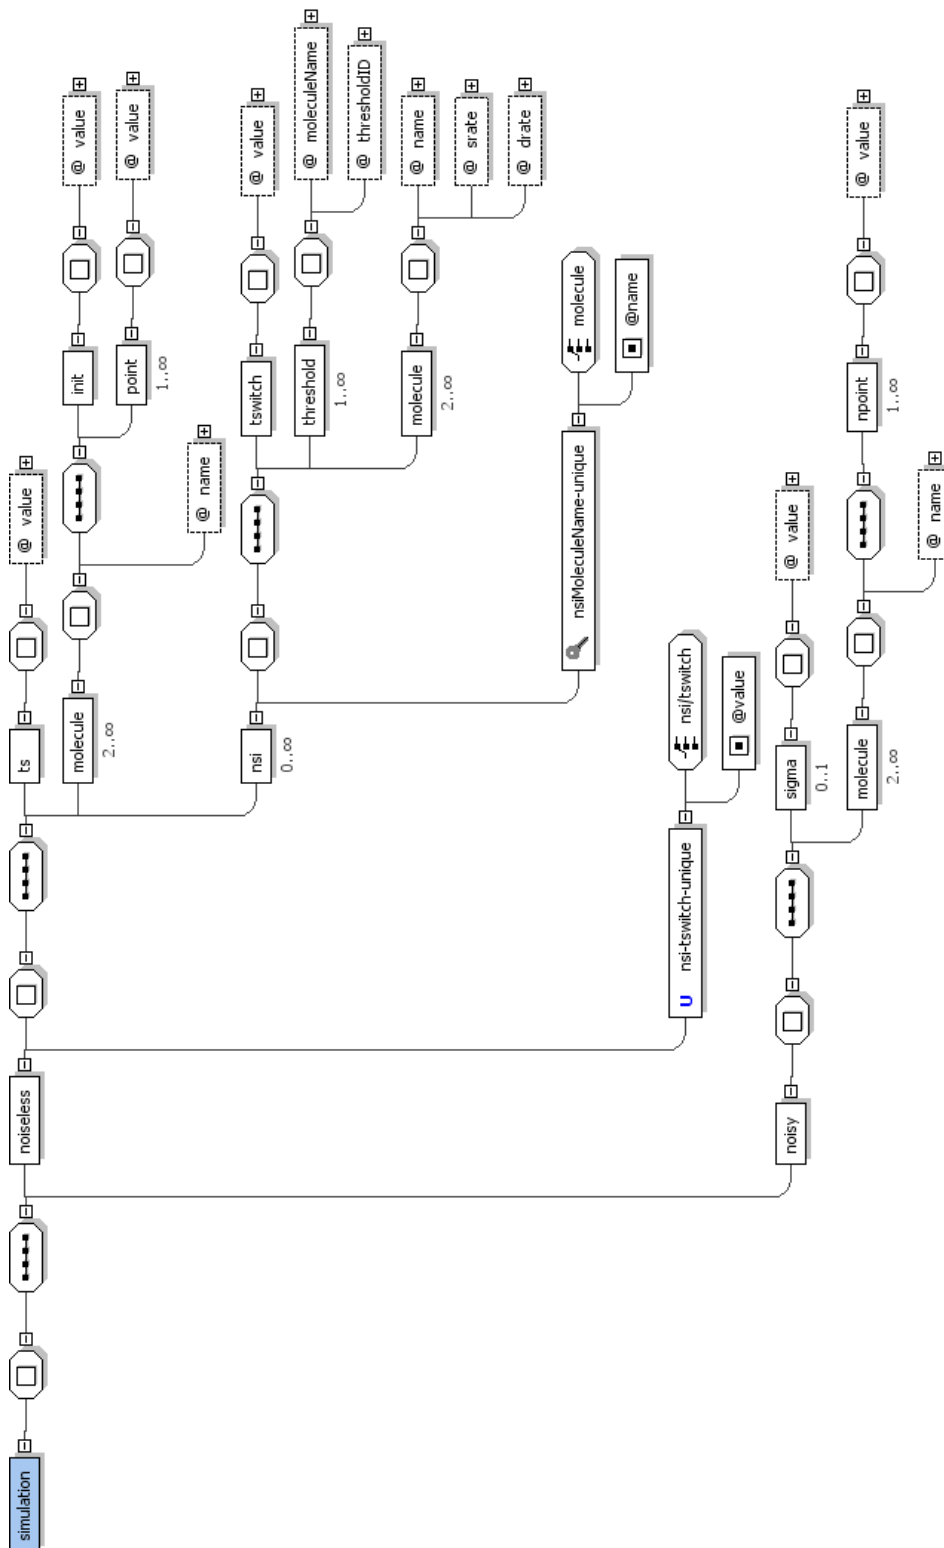 simulation
noiseless
ts
@ value
molecule
2..∞
init
@ value
point
1..∞
@ value
@ name
nsi
0..∞
tswitch
@ value
threshold
1..∞
@ moleculeName
@ thresholdID
molecule
2..∞
@ name
@ srate
@ drate
nsiMoleculeName-unique
molecule
@name
U nsi-tswitch-unique
nsi/tswitch
@value
noisy
sigma
0..1
@ value
molecule
2..∞
npoint
1..∞
@ value
@ name